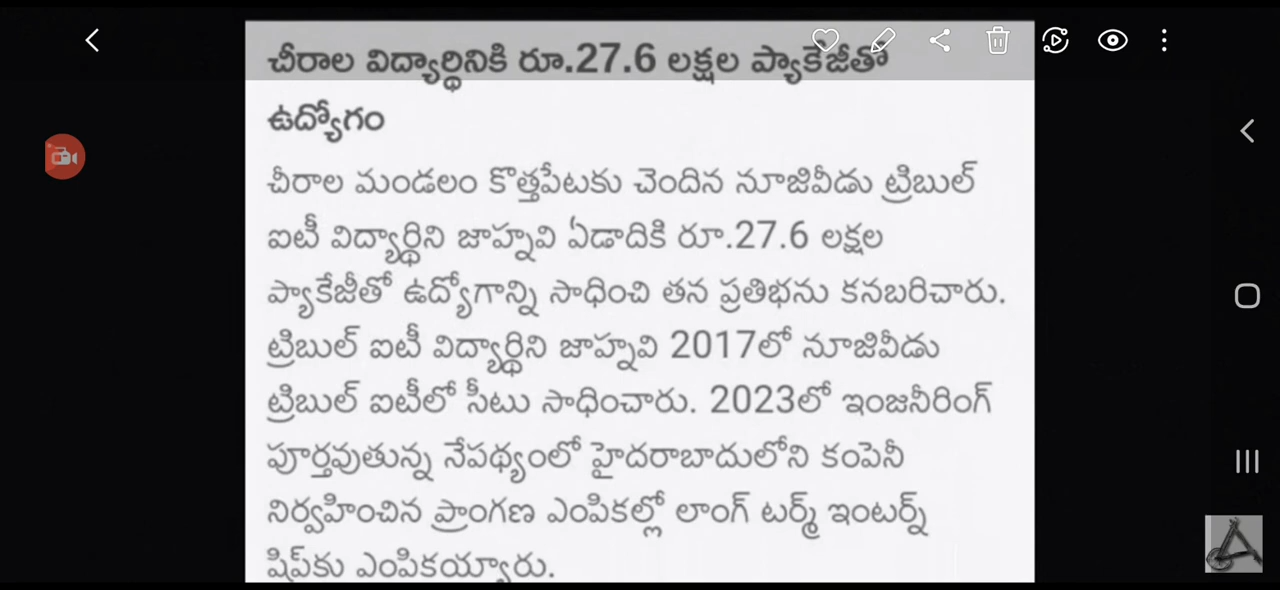 చీరాల విద్యార్థినికి రూ.27.6 లక్షల ప్యాకేజీతో
ఉద్యోగం
చీరాల మండలం కొత్తపేటకు చెందిన నూజివీడు ట్రిబుల్
ఐటీ విద్యార్థిని జాహ్నవి ఏడాదికి రూ.27.6 లక్షల
ప్యాకేజీతో ఉద్యోగాన్ని సాధించి తన ప్రతిభను కనబరిచారు.
ట్రిబుల్ ఐటీ విద్యార్థిని జాహ్నవి 2017లో నూజివీడు
ట్రిబుల్ ఐటీలో సీటు సాధించారు. 2023లో ఇంజనీరింగ్
పూర్తవుతున్న నేపథ్యంలో హైదరాబాదులోని కంపెనీ
నిర్వహించిన ప్రాంగణ ఎంపికల్లో లాంగ్ టర్మ్ ఇంటర్న్
షిప్‌కు ఎంపికయ్యారు.